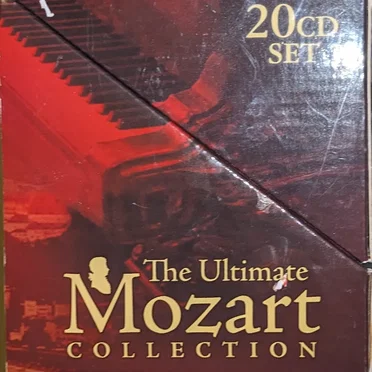 20CD
SET
The Ultimate
Mozart
COLLECTION